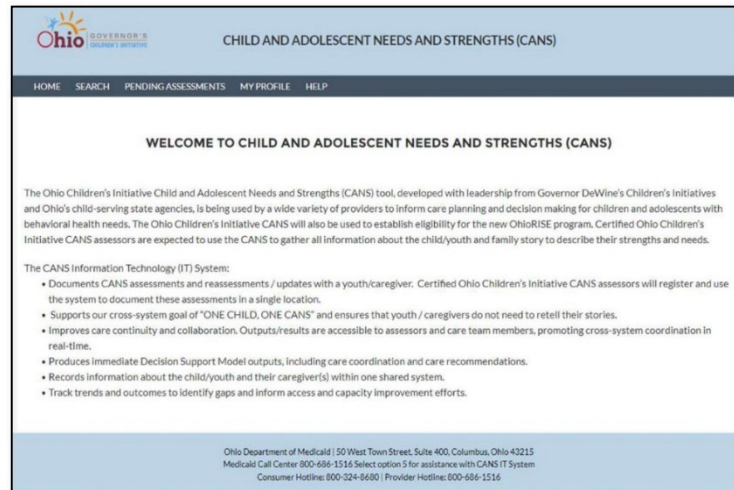 Ohio GOVERNOR'S
CHILDREN'S INITIATIVE
CHILD AND ADOLESCENT NEEDS AND STRENGTHS (CANS)
HOME SEARCH PENDING ASSESSMENTS MY PROFILE HELP
WELCOME TO CHILD AND ADOLESCENT NEEDS AND STRENGTHS (CANS)
The Ohio Children's Initiative Child and Adolescent Needs and Strengths (CANS) tool, developed with leadership from Governor DeWine's Children's Initiatives
and Ohio's child-serving state agencies, is being used by a wide variety of providers to inform care planning and decision making for children and adolescents with
behavioral health needs. The Ohio Children's Initiative CANS will also be used to establish eligibility for the new OhioRISE program. Certified Ohio Children's
Initiative CANS assessors are expected to use the CANS to gather all information about the child/youth and family story to describe their strengths and needs.
The CANS Information Technology (IT) System:
• Documents CANS assessments and reassessments / updates with a youth/caregiver. Certified Ohio Children's Initiative CANS assessors will register and use
the system to document these assessments in a single location.
• Supports our cross-system goal of "ONE CHILD, ONE CANS" and ensures that youth / caregivers do not need to retell their stories.
• Improves care continuity and collaboration. Outputs/results are accessible to assessors and care team members, promoting cross-system coordination in
real-time.
• Produces immediate Decision Support Model outputs, including care coordination and care recommendations.
• Records information about the child/youth and their caregiver(s) within one shared system.
• Track trends and outcomes to identify gaps and inform access and capacity improvement efforts.
Ohio Department of Medicaid | 50 West Town Street, Suite 400, Columbus, Ohio 43215
Medicaid Call Center 800-686-1516 Select option 5 for assistance with CANS IT System
Consumer Hotline: 800-324-8680 | Provider Hotline: 800-686-1516